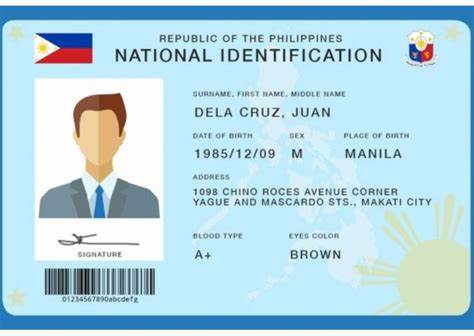 REPUBLIC OF THE PHILIPPINES
NATIONAL IDENTIFICATION
SURNAME, FIRST NAME, MIDDLE NAME
DELA CRUZ, JUAN
DATE OF BIRTH SEX PLACE OF BIRTH
1985/12/09 M MANILA
ADDRESS
1098 CHINO ROCES AVENUE CORNER
YAGUE AND MASCARDO STS., MAKATI CITY
BLOOD TYPE EYES COLOR
A+ BROWN
SIGNATURE
01234567890abcdefg